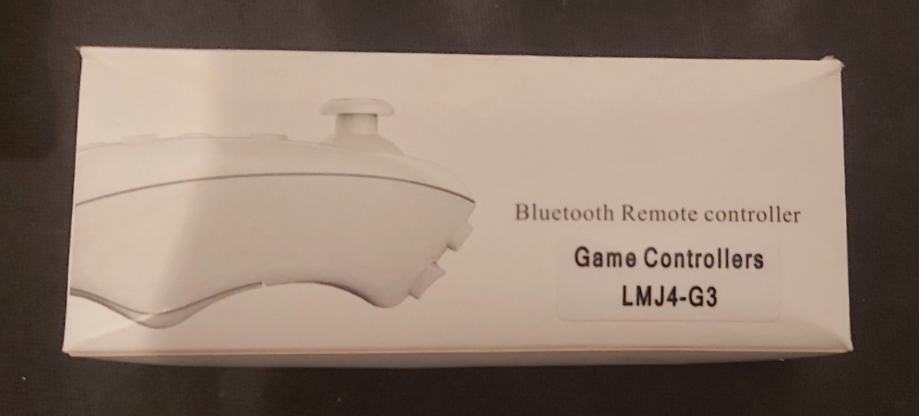 Bluetooth Remote controller
Game Controllers
LMJ4-G3